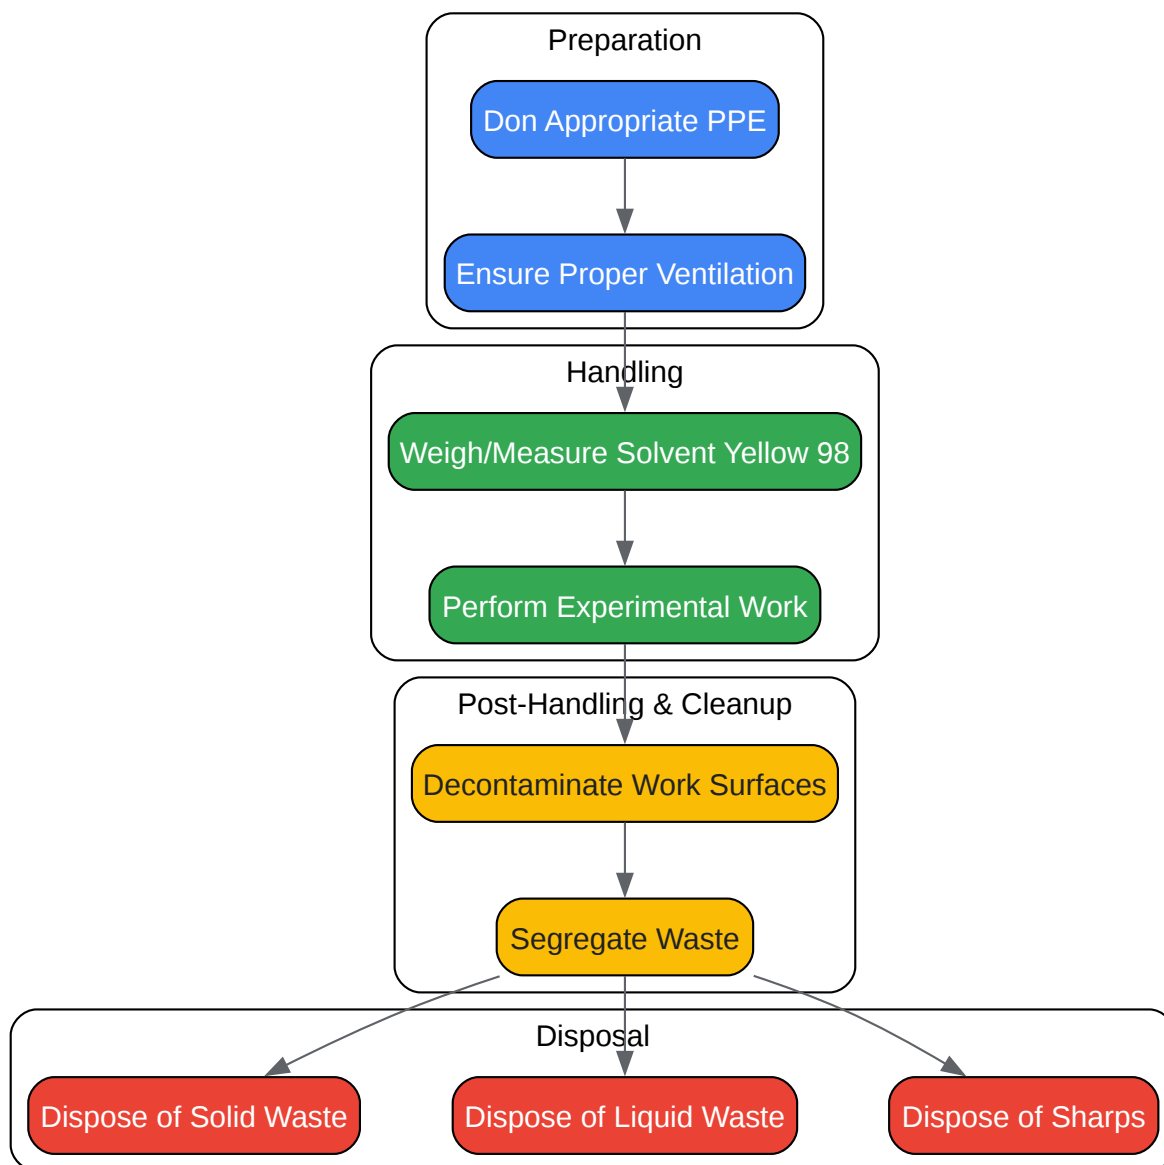 Preparation
Don Appropriate PPE
Ensure Proper Ventilation
Handling
Weigh/Measure Solvent Yellow 98
Perform Experimental Work
Post-Handling & Cleanup
Decontaminate Work Surfaces
Segregate Waste
Disposal
Dispose of Solid Waste
Dispose of Liquid Waste
Dispose of Sharps